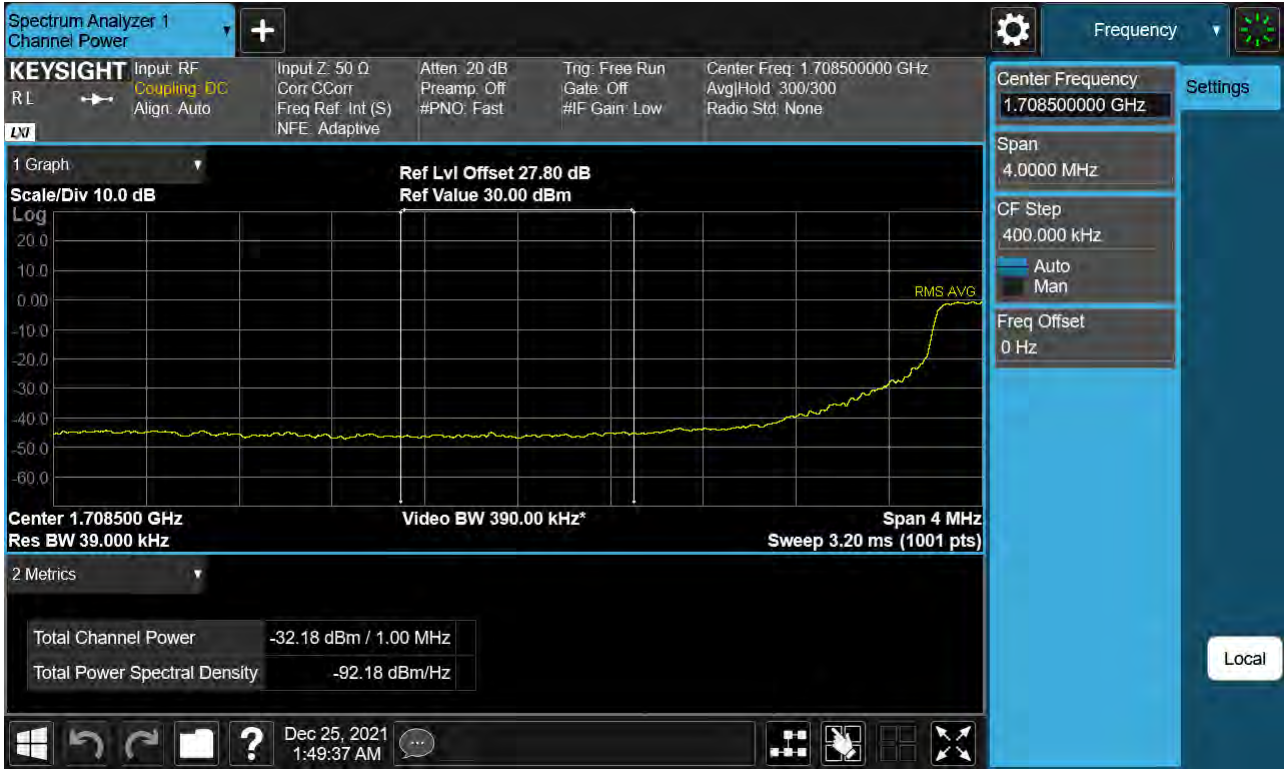 Spectrum Analyzer 1
Channel Power
Frequency
KEYSIGHT
RL
LXI
Input: RF
Coupling: DC
Align: Auto
Input Z: 50 Ω
Corr CCorr
Freq Ref: Int (S)
NFE: Adaptive
Atten: 20 dB
Preamp: Off
#PNO: Fast
Trig: Free Run
Gate: Off
#IF Gain: Low
Center Freq: 1.708500000 GHz
Avg|Hold: 300/300
Radio Std: None
Center Frequency
1.708500000 GHz
Settings
Span
4.0000 MHz
CF Step
400.000 kHz
Auto
Man
Freq Offset
0 Hz
1 Graph
Scale/Div 10.0 dB
Ref Lvl Offset 27.80 dB
Ref Value 30.00 dBm
Log
20.0
10.0
0.00
-10.0
-20.0
-30.0
-40.0
-50.0
-60.0
RMS AVG
Center 1.708500 GHz
Res BW 39.000 kHz
Video BW 390.00 kHz*
Span 4 MHz
Sweep 3.20 ms (1001 pts)
2 Metrics
Total Channel Power -32.18 dBm / 1.00 MHz
Total Power Spectral Density -92.18 dBm/Hz
Local
Dec 25, 2021
1:49:37 AM